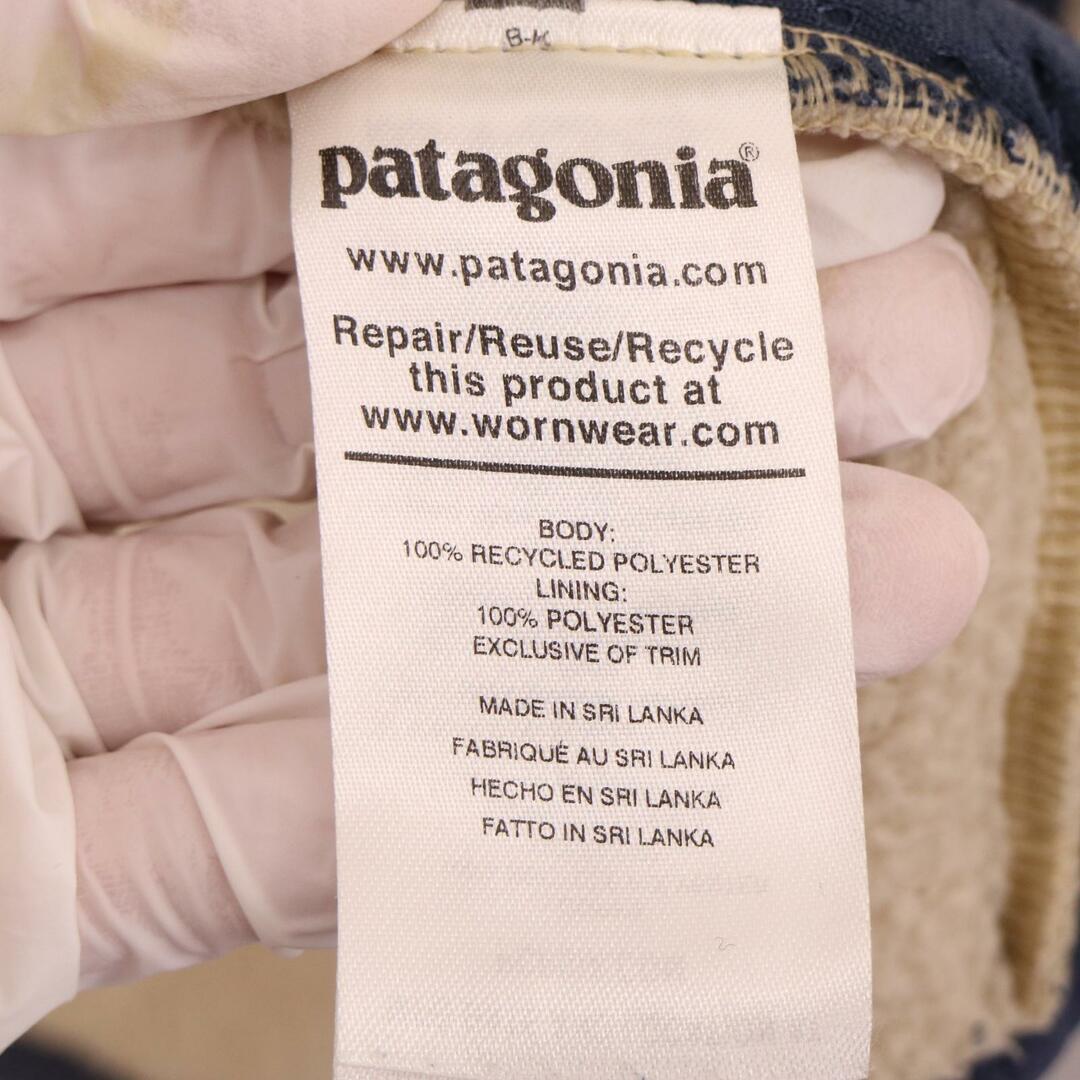 patagonia®
www.patagonia.com
Repair/Reuse/Recycle
this product at
www.wornwear.com
BODY:
100% RECYCLED POLYESTER
LINING:
100% POLYESTER
EXCLUSIVE OF TRIM
MADE IN SRI LANKA
FABRIQUÉ AU SRI LANKA
HECHO EN SRI LANKA
FATTO IN SRI LANKA